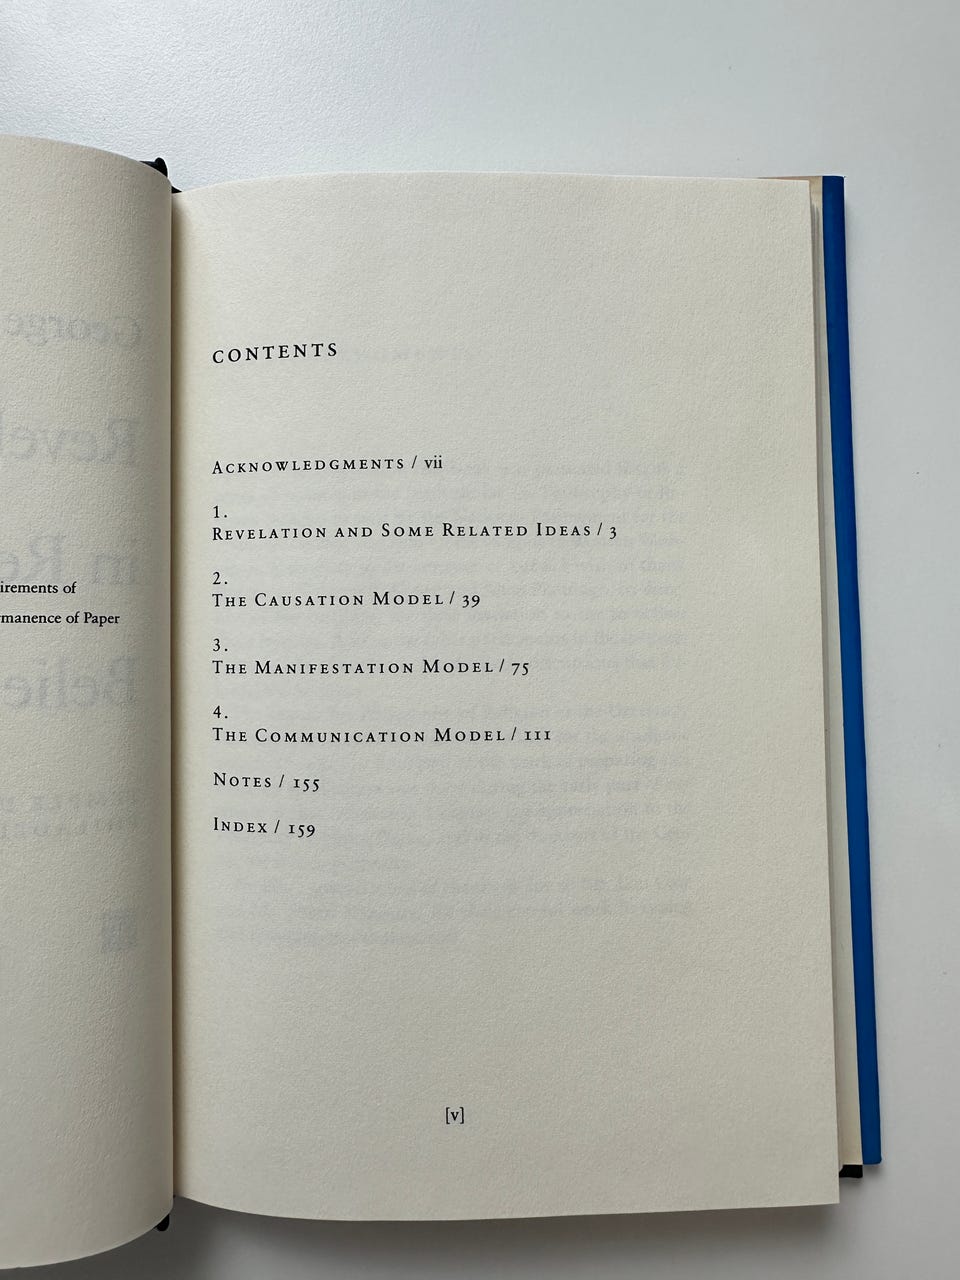 irements of
manence of Paper
CONTENTS
ACKNOWLEDGMENTS / vii
1.
REVELATION AND SOME RELATED IDEAS / 3
2.
THE CAUSATION MODEL / 39
3.
THE MANIFESTATION MODEL / 75
4.
THE COMMUNICATION MODEL / 111
NOTES / 155
INDEX / 159
[v]